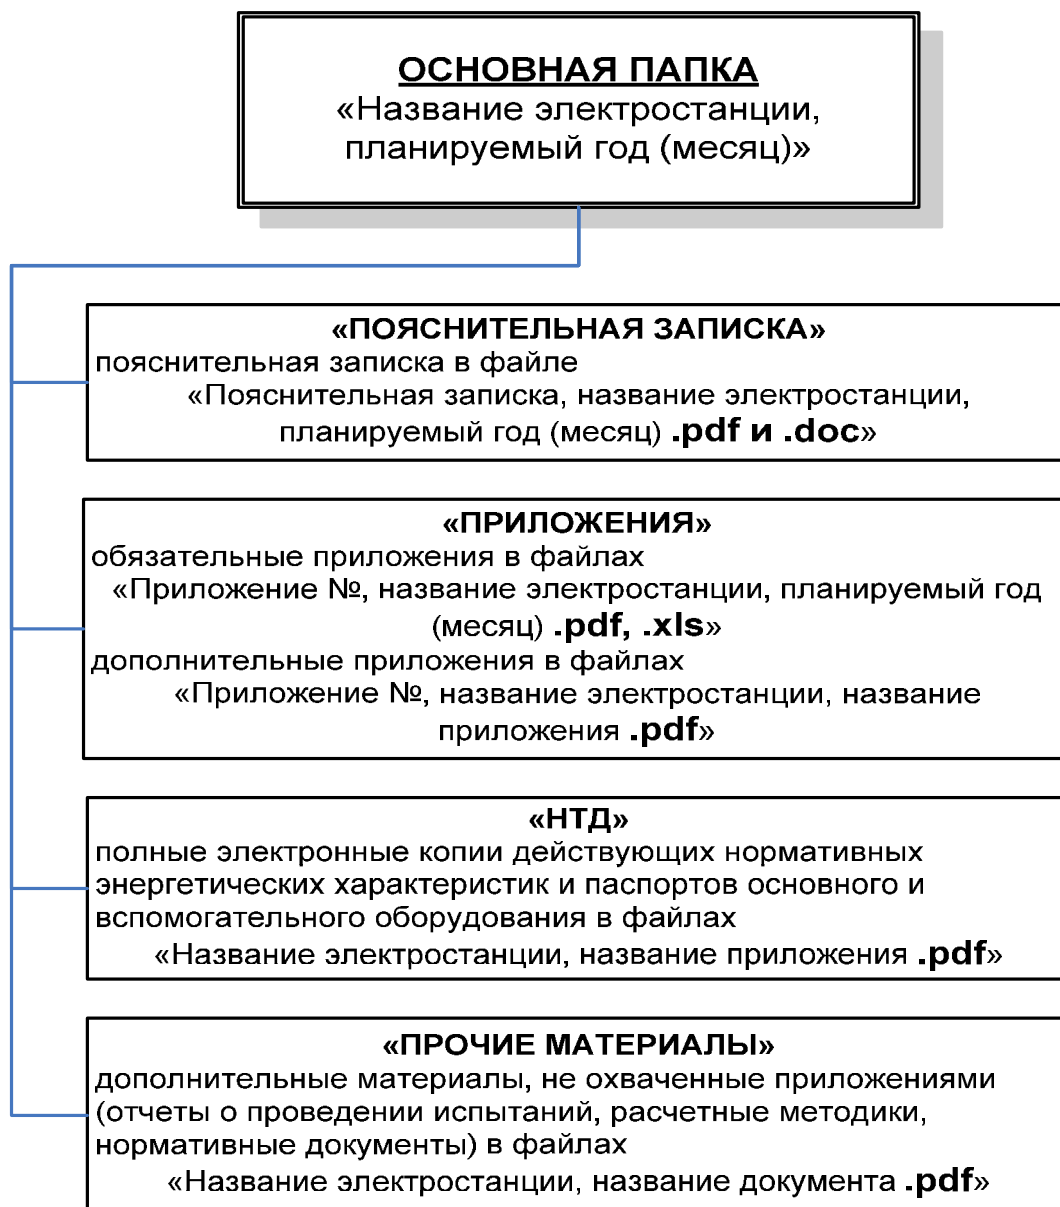 ОСНОВНАЯ ПАПКА
«Название электростанции,
планируемый год (месяц)»
«ПОЯСНИТЕЛЬНАЯ ЗАПИСКА»
пояснительная записка в файле
«Пояснительная записка, название электростанции,
планируемый год (месяц) .pdf и .doc»
«ПРИЛОЖЕНИЯ»
обязательные приложения в файлах
«Приложение №, название электростанции, планируемый год
(месяц) .pdf, .xls»
дополнительные приложения в файлах
«Приложение №, название электростанции, название
приложения .pdf»
«НТД»
полные электронные копии действующих нормативных
энергетических характеристик и паспортов основного и
вспомогательного оборудования в файлах
«Название электростанции, название приложения .pdf»
«ПРОЧИЕ МАТЕРИАЛЫ»
дополнительные материалы, не охваченные приложениями
(отчеты о проведении испытаний, расчетные методики,
нормативные документы) в файлах
«Название электростанции, название документа .pdf»